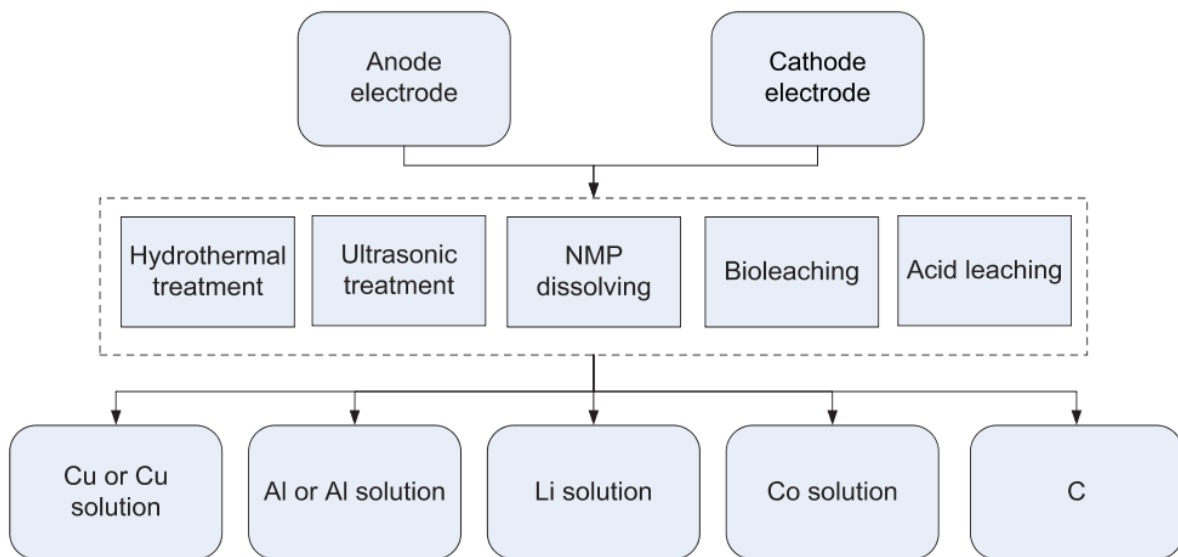 Anode
electrode
Cathode
electrode
Hydrothermal
treatment
Ultrasonic
treatment
NMP
dissolving
Bioleaching
Acid leaching
Cu or Cu
solution
Al or Al solution
Li solution
Co solution
C